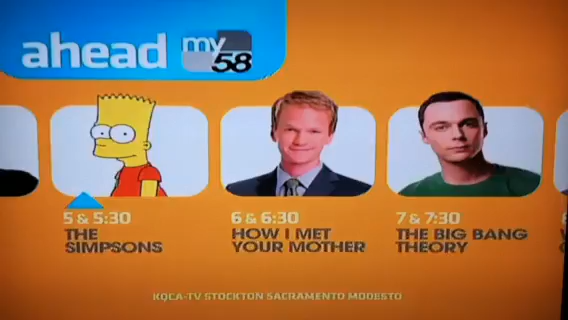 ahead my 58
5 & 5:30
THE
SIMPSONS
6 & 6:30
HOW I MET
YOUR MOTHER
7 & 7:30
THE BIG BANG
THEORY
KQCA-TV STOCKTON SACRAMENTO MODESTO